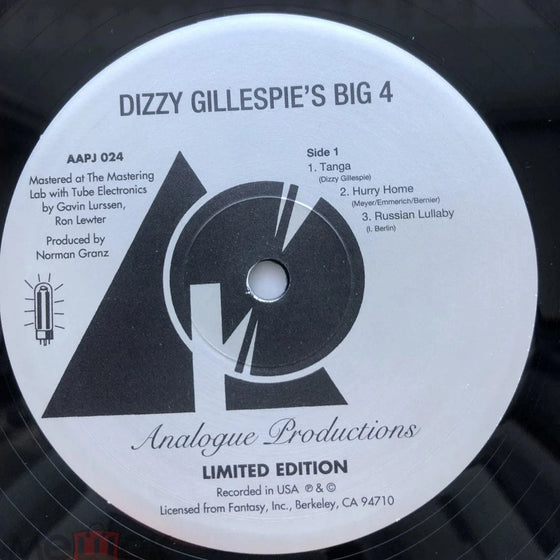 DIZZY GILLESPIE'S BIG 4
AAPJ 024
Mastered at The Mastering
Lab with Tube Electronics
by Gavin Lurssen,
Ron Lewter
Produced by
Norman Granz
Side 1
1. Tanga
(Dizzy Gillespie)
2. Hurry Home
(Meyer/Emmerich/Bernier)
3. Russian Lullaby
(I. Berlin)
Analogue Productions
LIMITED EDITION
Recorded in USA ℗ & ©
Licensed from Fantasy, Inc., Berkeley, CA 94710